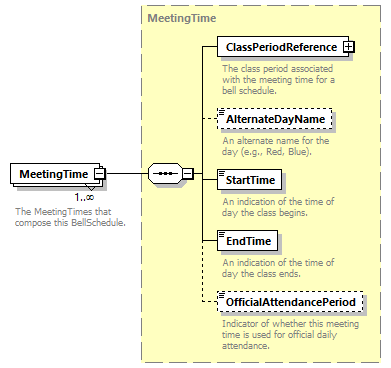 MeetingTime
ClassPeriodReference
The class period associated
with the meeting time for a
bell schedule.
AlternateDayName
An alternate name for the
day (e.g., Red, Blue).
MeetingTime
1..∞
The MeetingTimes that
compose this BellSchedule.
StartTime
An indication of the time of
day the class begins.
EndTime
An indication of the time of
day the class ends.
OfficialAttendancePeriod
Indicator of whether this meeting
time is used for official daily
attendance.